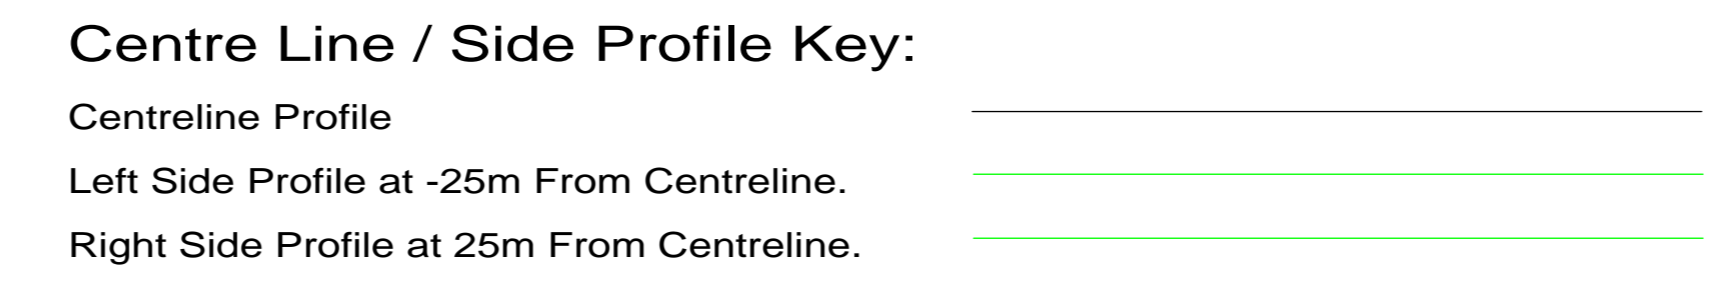 Centre Line / Side Profile Key:
Centreline Profile
Left Side Profile at -25m From Centreline.
Right Side Profile at 25m From Centreline.